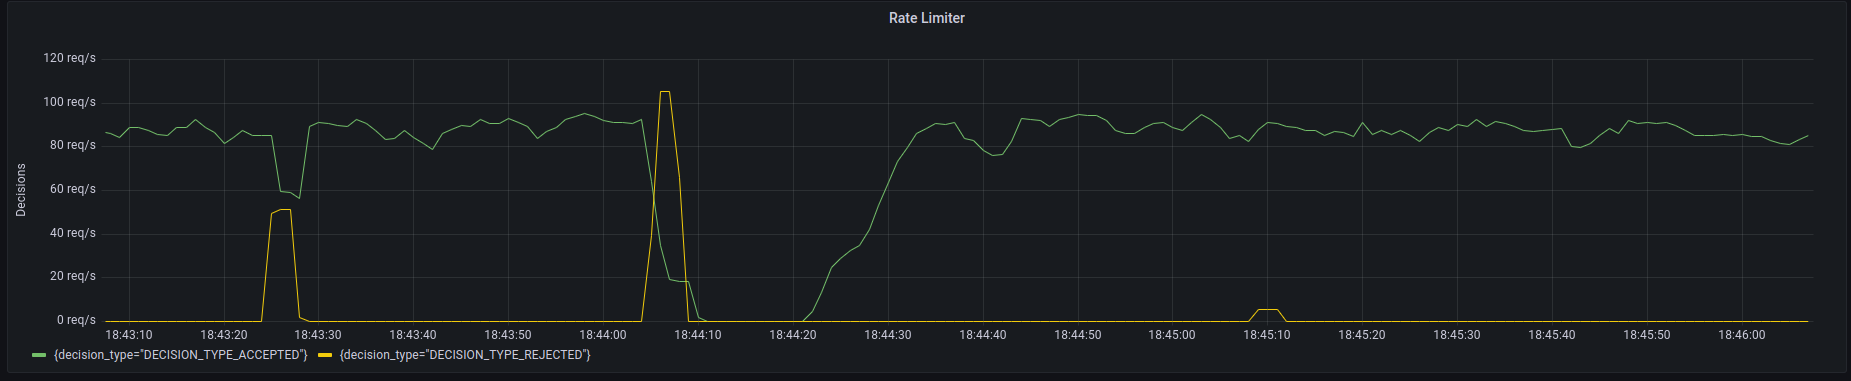 Rate Limiter
120 req/s
100 req/s
80 req/s
60 req/s
40 req/s
20 req/s
0 req/s
Decisions
18:43:10 18:43:20 18:43:30 18:43:40 18:43:50 18:44:00 18:44:10 18:44:20 18:44:30 18:44:40 18:44:50 18:45:00 18:45:10 18:45:20 18:45:30 18:45:40 18:45:50 18:46:00
{decision_type="DECISION_TYPE_ACCEPTED"} {decision_type="DECISION_TYPE_REJECTED"}